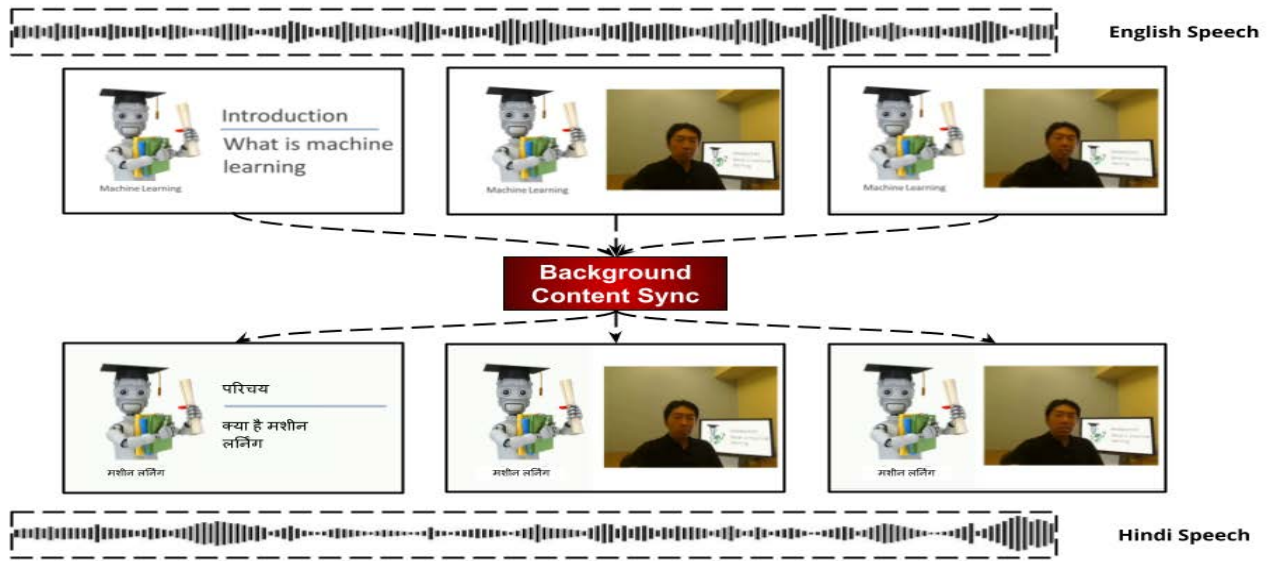 English Speech
Introduction
What is machine
learning
Machine Learning
Machine Learning
Machine Learning
Background
Content Sync
परिचय
क्या है मशीन
लर्निंग
मशीन लर्निंग
मशीन लर्निंग
मशीन लर्निंग
Hindi Speech